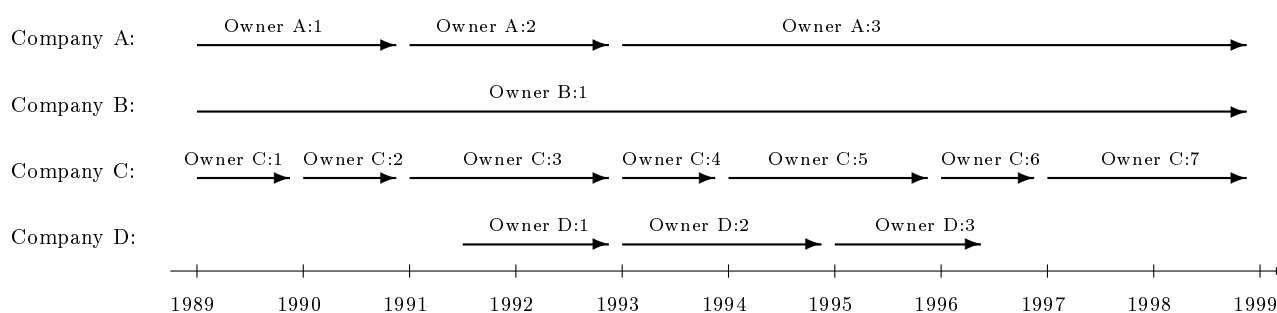 Owner A:1 Owner A:2 Owner A:3
Company A:
Owner B:1
Company B:
Owner C:1 Owner C:2 Owner C:3 Owner C:4 Owner C:5 Owner C:6 Owner C:7
Company C:
Owner D:1 Owner D:2 Owner D:3
Company D:
1989 1990 1991 1992 1993 1994 1995 1996 1997 1998 1999